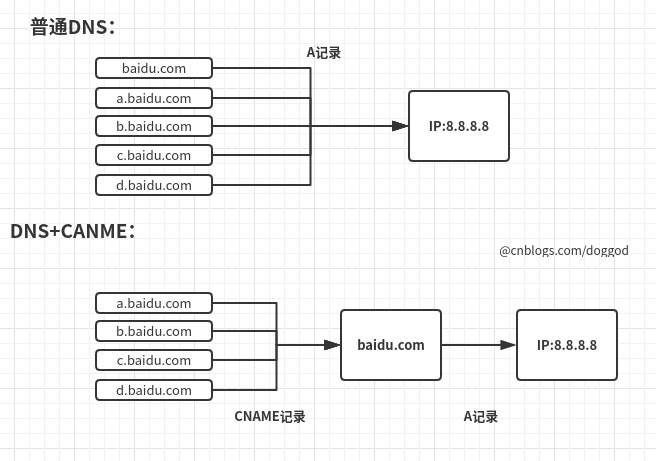 普通DNS：
A记录
baidu.com
a.baidu.com
b.baidu.com
c.baidu.com
d.baidu.com
IP:8.8.8.8
DNS+CANME：
@cnblogs.com/doggod
a.baidu.com
b.baidu.com
c.baidu.com
d.baidu.com
baidu.com
IP:8.8.8.8
CNAME记录
A记录